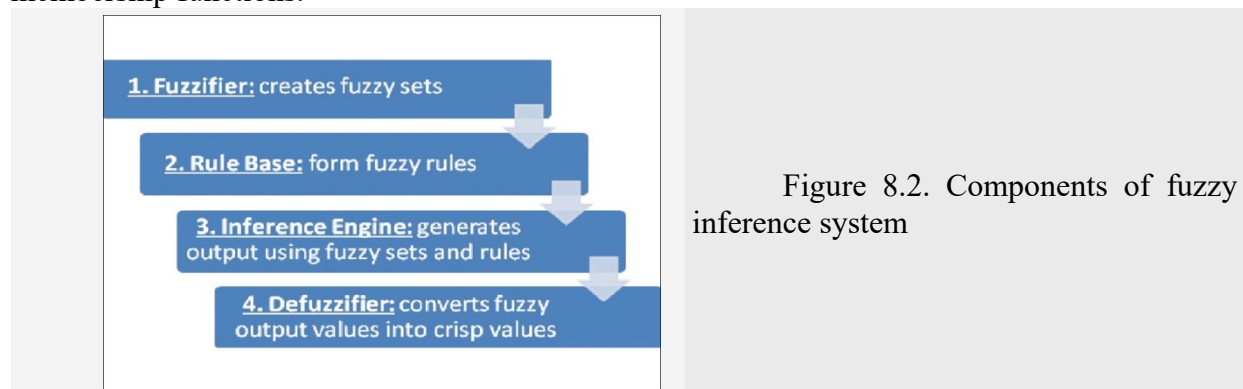 membership functions.
1. Fuzzifier: creates fuzzy sets
2. Rule Base: form fuzzy rules
3. Inference Engine: generates
output using fuzzy sets and rules
4. Defuzzifier: converts fuzzy
output values into crisp values
Figure 8.2. Components of fuzzy
inference system